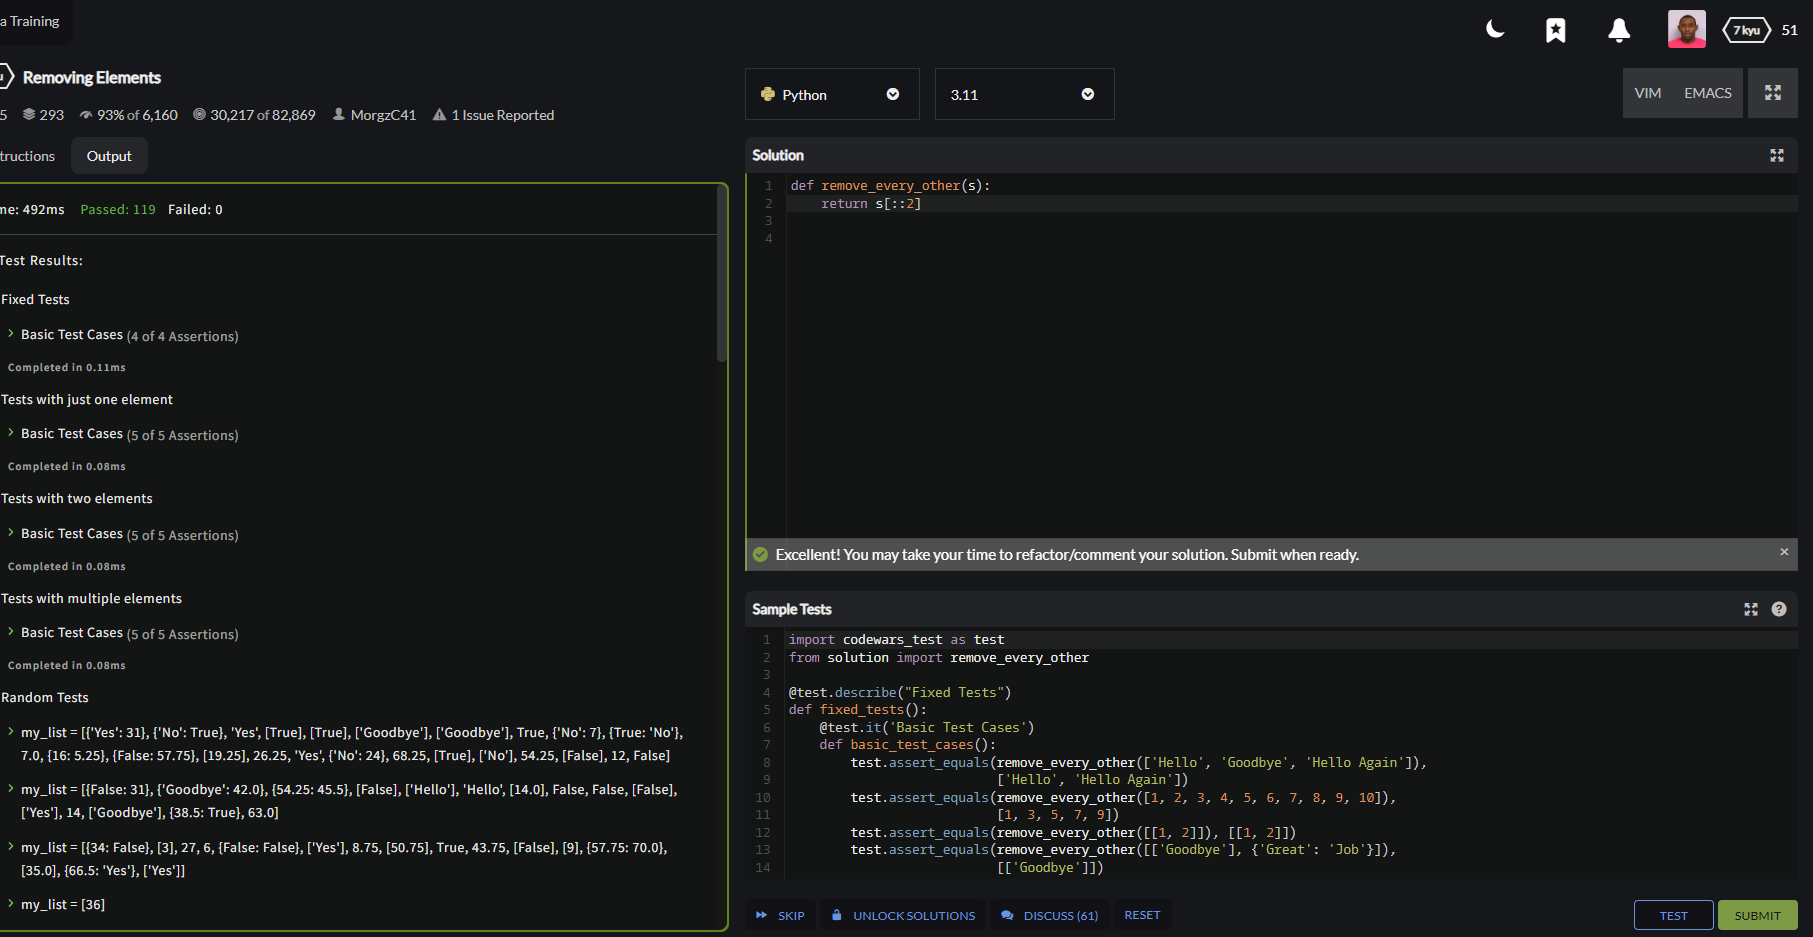 a Training
7 kyu 51
Removing Elements
5 293 93% of 6,160 30,217 of 82,869 MorgzC41 1 Issue Reported
tructions Output
me: 492ms Passed: 119 Failed: 0
Test Results:
Fixed Tests
Basic Test Cases (4 of 4 Assertions)
Completed in 0.11ms
Tests with just one element
Basic Test Cases (5 of 5 Assertions)
Completed in 0.08ms
Tests with two elements
Basic Test Cases (5 of 5 Assertions)
Completed in 0.08ms
Tests with multiple elements
Basic Test Cases (5 of 5 Assertions)
Completed in 0.08ms
Random Tests
my_list = [{'Yes': 31}, {'No': True}, 'Yes', [True], [True], ['Goodbye'], ['Goodbye'], True, {'No': 7}, {True: 'No'},
7.0, {16: 5.25}, {False: 57.75}, [19.25], 26.25, 'Yes', {'No': 24}, 68.25, [True], ['No'], 54.25, [False], 12, False]
my_list = [{False: 31}, {'Goodbye': 42.0}, {54.25: 45.5}, [False], ['Hello'], 'Hello', [14.0], False, False, [False],
['Yes'], 14, ['Goodbye'], {38.5: True}, 63.0]
my_list = [{34: False}, [3], 27, 6, {False: False}, ['Yes'], 8.75, [50.75], True, 43.75, [False], [9], {57.75: 70.0},
[35.0], {66.5: 'Yes'}, ['Yes']]
my_list = [36]
Python 3.11 VIM EMACS
Solution
1 def remove_every_other(s):
2     return s[::2]
3
4
Excellent! You may take your time to refactor/comment your solution. Submit when ready. ×
Sample Tests ?
1 import codewars_test as test
2 from solution import remove_every_other
3
4 @test.describe("Fixed Tests")
5 def fixed_tests():
6     @test.it('Basic Test Cases')
7     def basic_test_cases():
8         test.assert_equals(remove_every_other(['Hello', 'Goodbye', 'Hello Again']),
9                            ['Hello', 'Hello Again'])
10         test.assert_equals(remove_every_other([1, 2, 3, 4, 5, 6, 7, 8, 9, 10]),
11                            [1, 3, 5, 7, 9])
12         test.assert_equals(remove_every_other([[1, 2]]), [[1, 2]])
13         test.assert_equals(remove_every_other([['Goodbye'], {'Great': 'Job'}]),
14                            [['Goodbye']])
SKIP UNLOCK SOLUTIONS DISCUSS (61) RESET TEST SUBMIT